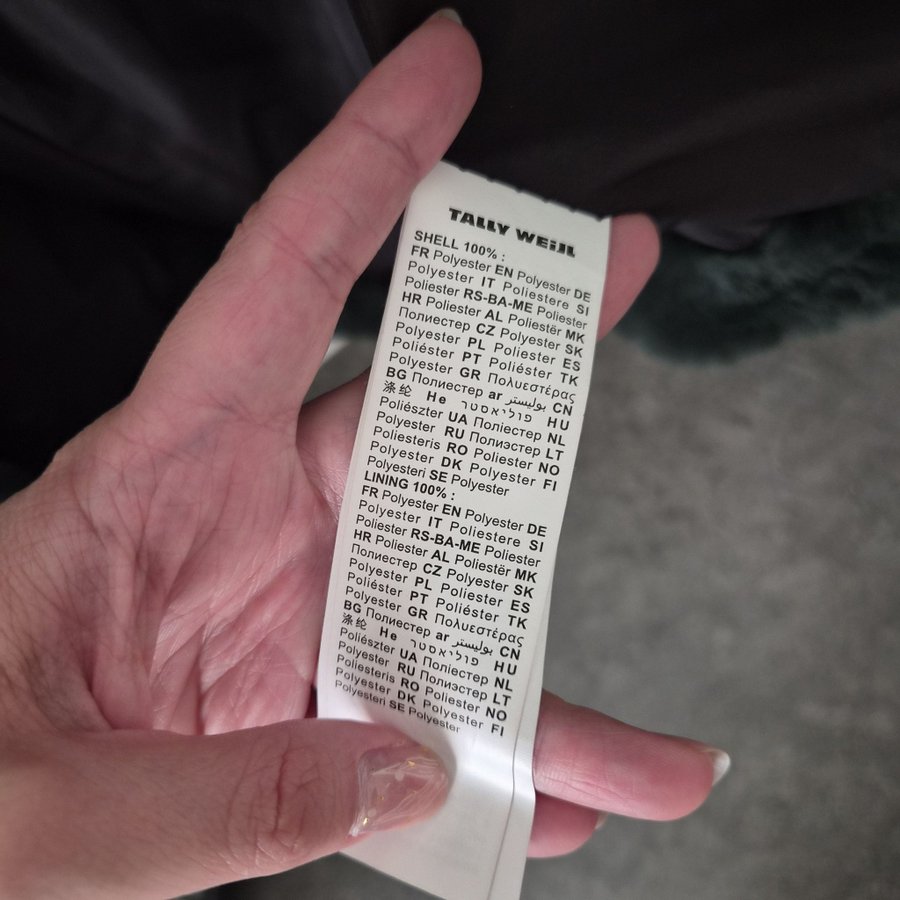 TALLY WEiJL
SHELL 100% :
FR Polyester EN Polyester DE
Polyester IT Poliestere SI
Poliester RS-BA-ME Poliester
HR Poliester AL Poliestër MK
Полиестер CZ Polyester SK
Polyester PL Poliester ES
Poliéster PT Poliéster TK
Polyester GR Πολυεστέρας
BG Полиестер ar بوليستر CN
涤纶 He פוליאסטר HU
Poliészter UA Поліестер NL
Polyester RU Полиэстер LT
Poliesteris RO Poliester NO
Polyester DK Polyester FI
Polyesteri SE Polyester
LINING 100% :
FR Polyester EN Polyester DE
Polyester IT Poliestere SI
Poliester RS-BA-ME Poliester
HR Poliester AL Poliestër MK
Полиестер CZ Polyester SK
Polyester PL Poliester ES
Poliéster PT Poliéster TK
Polyester GR Πολυεστέρας
BG Полиестер ar بوليستر CN
涤纶 He פוליאסטר HU
Poliészter UA Поліестер NL
Polyester RU Полиэстер LT
Poliesteris RO Poliester NO
Polyester DK Polyester FI
Polyesteri SE Polyester